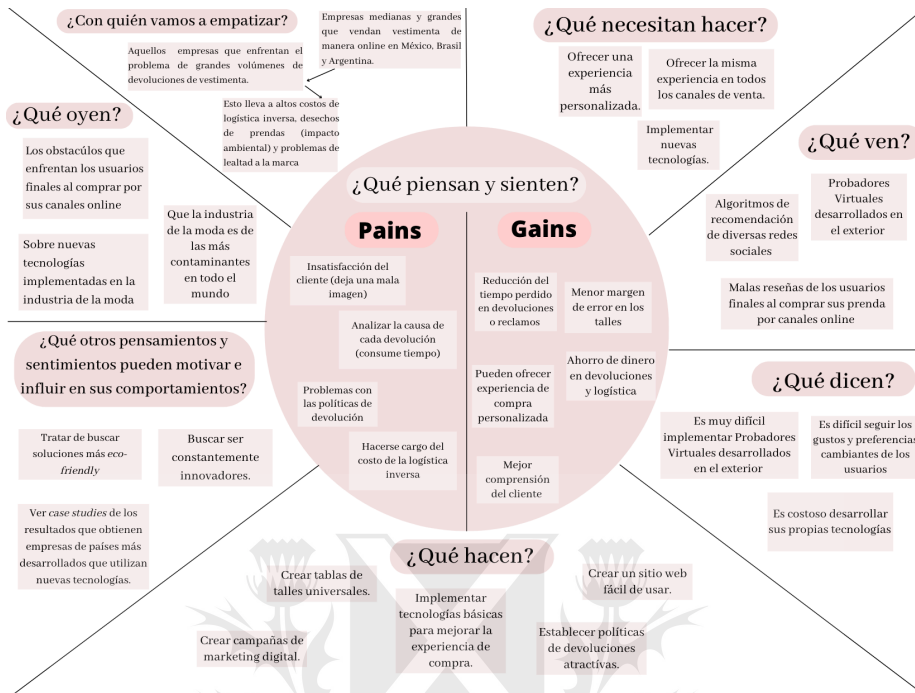 ¿Con quién vamos a empatizar?
Aquellos empresas que enfrentan el
problema de grandes volúmenes de
devoluciones de vestimenta.
Empresas medianas y grandes
que vendan vestimenta de
manera online en México, Brasil
y Argentina.
Esto lleva a altos costos de
logística inversa, desechos
de prendas (impacto
ambiental) y problemas de
lealtad a la marca
¿Qué necesitan hacer?
Ofrecer una
experiencia
más
personalizada.
Ofrecer la misma
experiencia en todos
los canales de venta.
Implementar
nuevas
tecnologías.
¿Qué oyen?
Los obstacúlos que
enfrentan los usuarios
finales al comprar por
sus canales online
Sobre nuevas
tecnologías
implementadas en la
industria de la moda
Que la industria
de la moda es de
las más
contaminantes
en todo el
mundo
¿Qué piensan y sienten?
Pains
Insatisfacción del
cliente (deja una mala
imagen)
Analizar la causa de
cada devolución
(consume tiempo)
Problemas con
las políticas de
devolución
Hacerse cargo del
costo de la logística
inversa
Gains
Reducción del
tiempo perdido
en devoluciones
o reclamos
Menor margen
de error en los
talles
Pueden ofrecer
experiencia de
compra
personalizada
Ahorro de dinero
en devoluciones
y logística
Mejor
comprensión
del cliente
¿Qué ven?
Algoritmos de
recomendación
de diversas redes
sociales
Probadores
Virtuales
desarrollados en
el exterior
Malas reseñas de los usuarios
finales al comprar sus prenda
por canales online
¿Qué otros pensamientos y
sentimientos pueden motivar e
influir en sus comportamientos?
Tratar de buscar
soluciones más eco-
friendly
Buscar ser
constantemente
innovadores.
Ver case studies de los
resultados que obtienen
empresas de países más
desarrollados que utilizan
nuevas tecnologías.
¿Qué dicen?
Es muy difícil
implementar Probadores
Virtuales desarrollados
en el exterior
Es difícil seguir los
gustos y preferencias
cambiantes de los
usuarios
Es costoso desarrollar
sus propias tecnologías
¿Qué hacen?
Crear tablas de
talles universales.
Crear campañas de
marketing digital.
Implementar
tecnologías básicas
para mejorar la
experiencia de
compra.
Crear un sitio web
fácil de usar.
Establecer políticas
de devoluciones
atractívas.